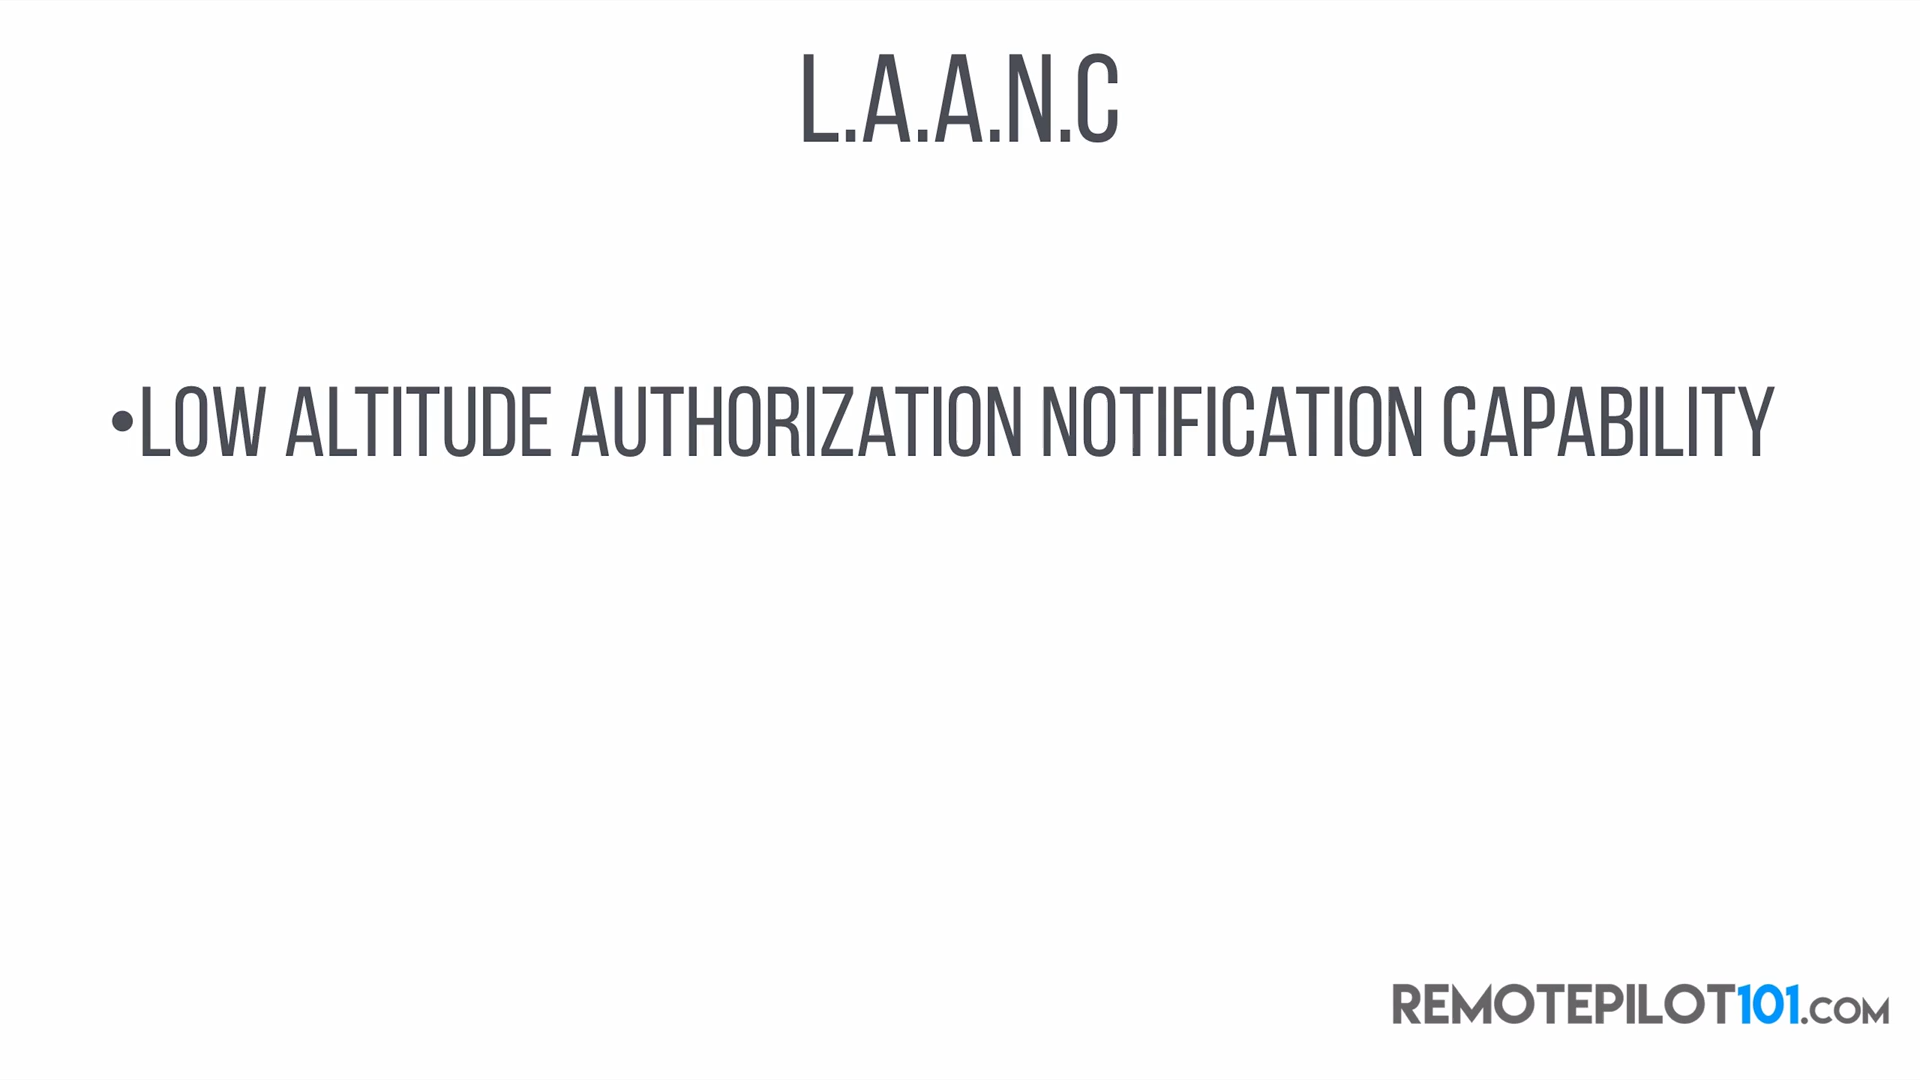 L.A.A.N.C
•LOW ALTITUDE AUTHORIZATION NOTIFICATION CAPABILITY
REMOTEPILOT101.COM